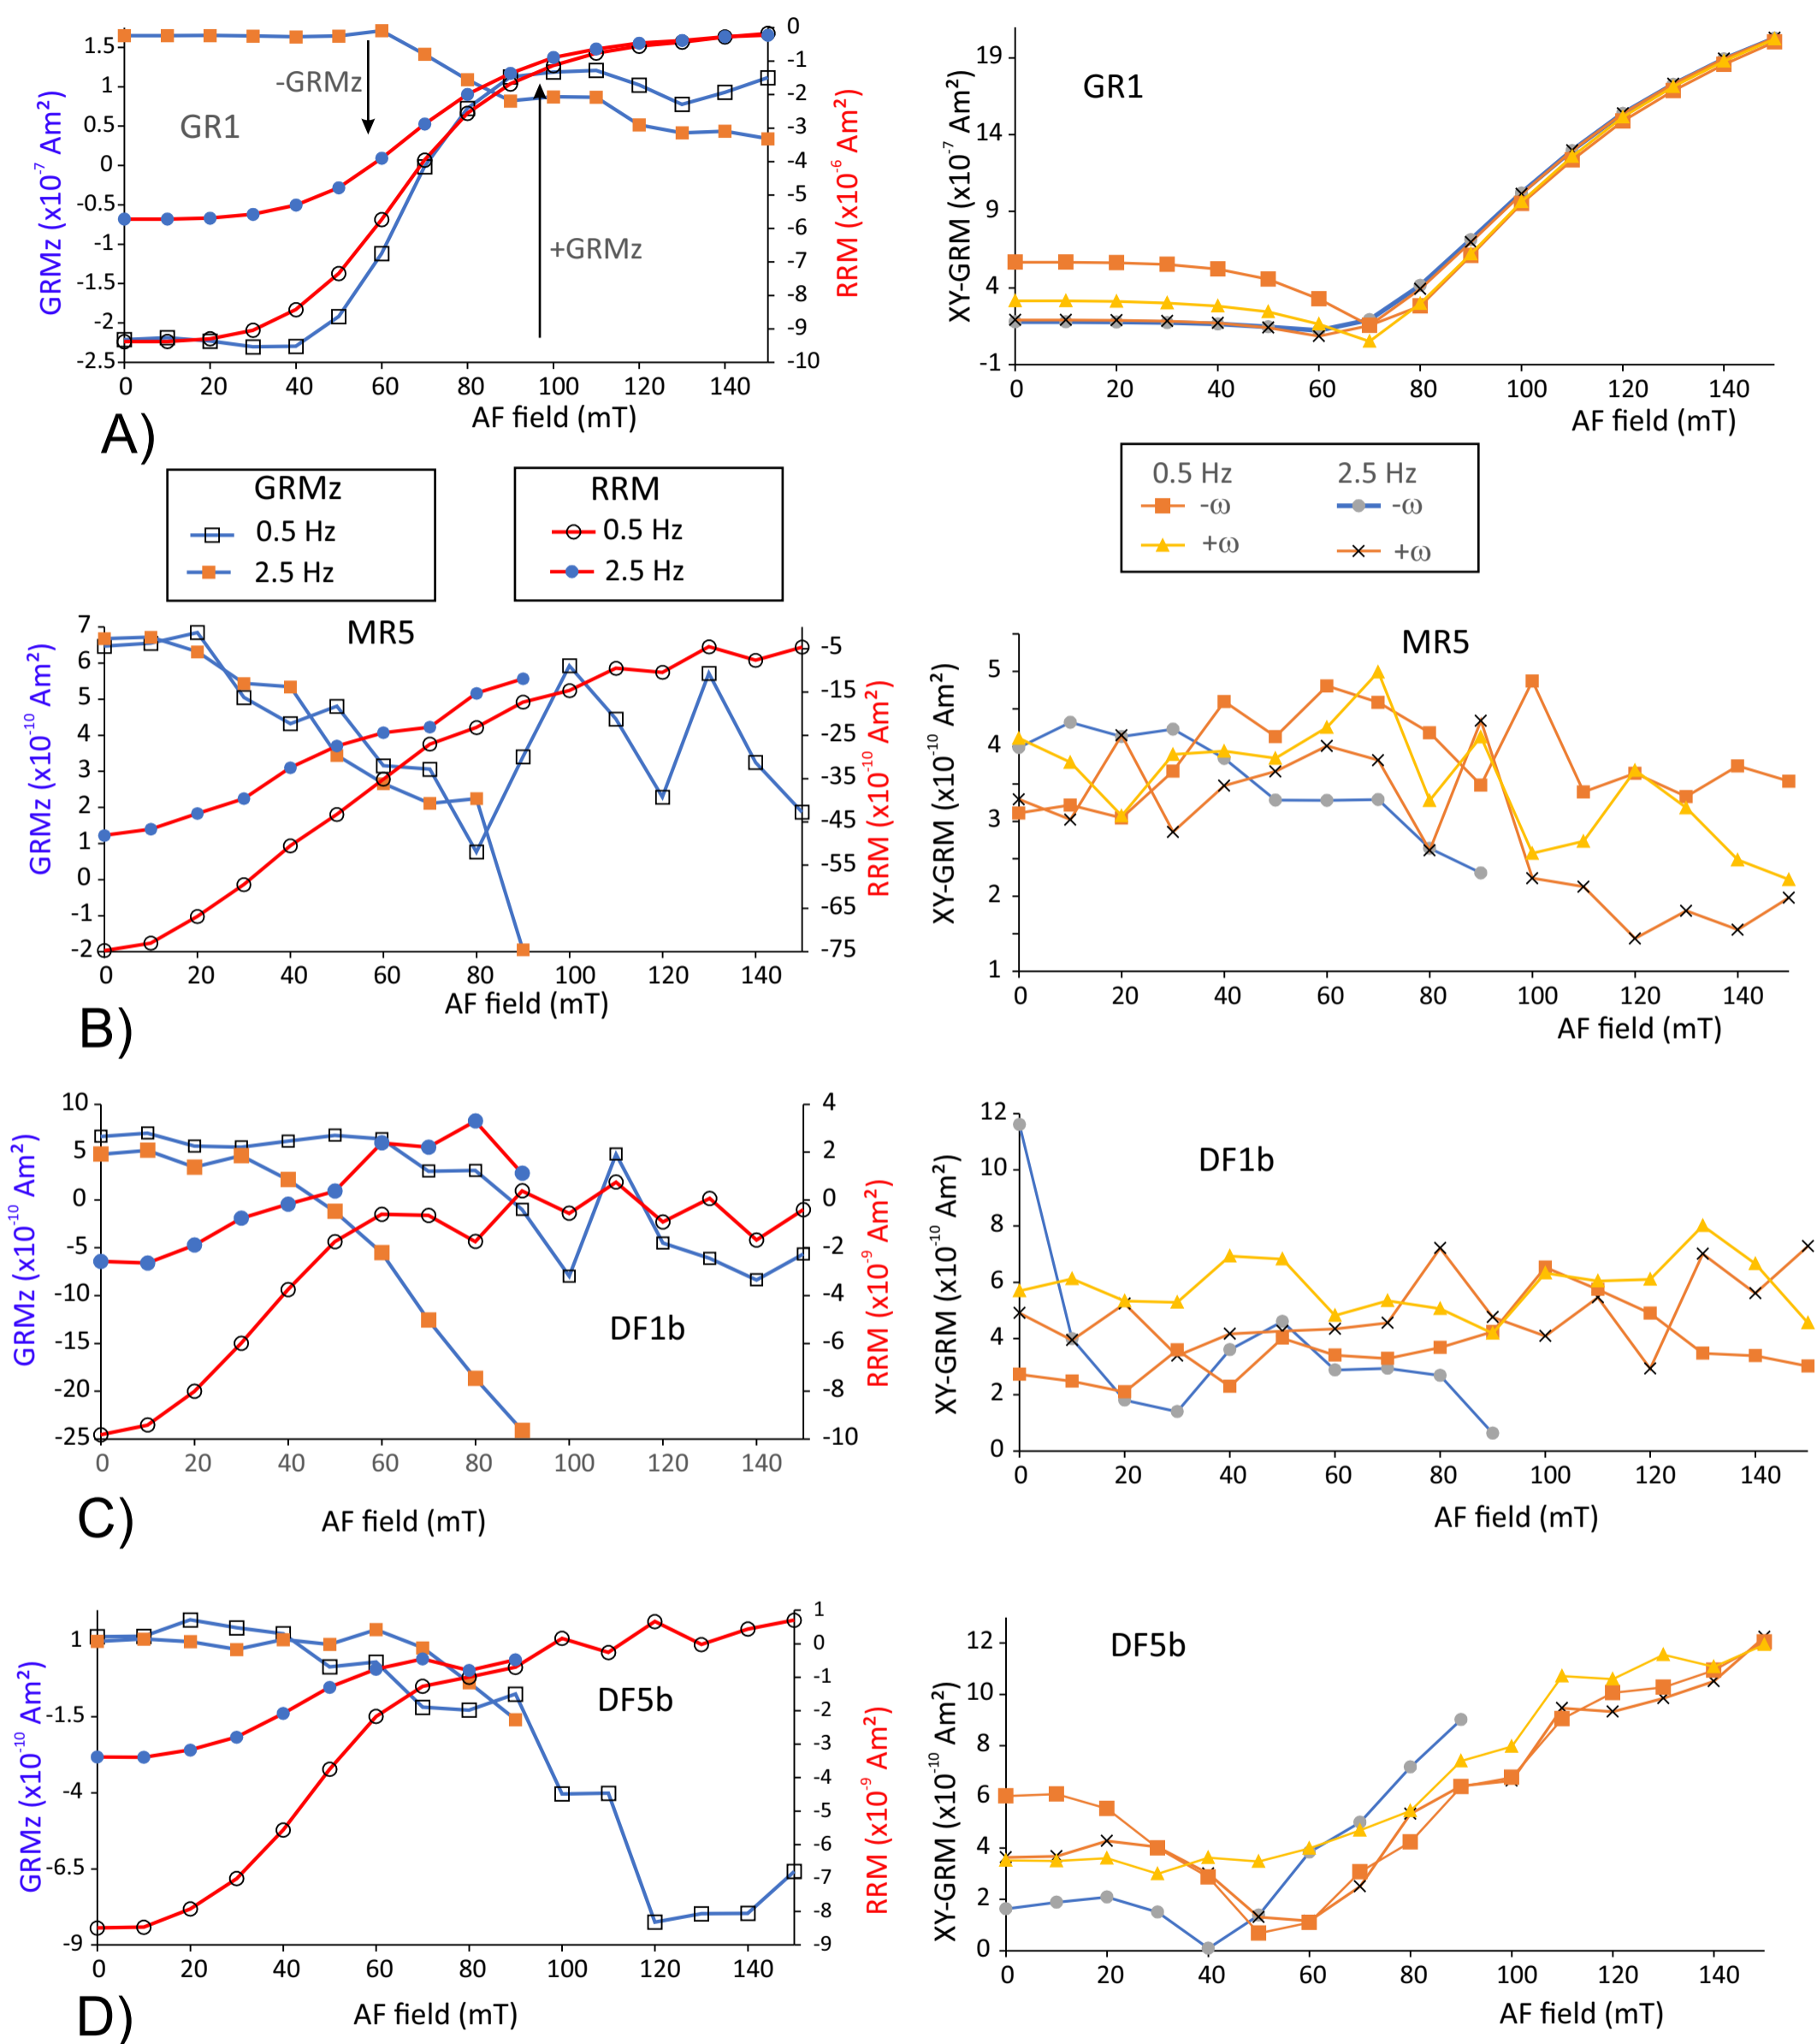 GRMz (x10⁻⁷ Am²)
1.5
1
0.5
0
-0.5
-1
-1.5
-2
-2.5
GR1
-GRMz
+GRMz
0
-1
-2
-3
-4
-5
-6
-7
-8
-9
-10
RRM (x10⁻⁶ Am²)
0 20 40 60 80 100 120 140
AF field (mT)
A)
XY-GRM (x10⁻⁷ Am²)
19
14
9
4
-1
GR1
0 20 40 60 80 100 120 140
AF field (mT)
GRMz
0.5 Hz
2.5 Hz
RRM
0.5 Hz
2.5 Hz
0.5 Hz 2.5 Hz
-ω -ω
+ω +ω
GRMz (x10⁻¹⁰ Am²)
7
6
5
4
3
2
1
0
-1
-2
MR5
-5
-15
-25
-35
-45
-55
-65
-75
RRM (x10⁻¹⁰ Am²)
0 20 40 60 80 100 120 140
AF field (mT)
B)
XY-GRM (x10⁻¹⁰ Am²)
5
4
3
2
1
MR5
0 20 40 60 80 100 120 140
AF field (mT)
GRMz (x10⁻¹⁰ Am²)
10
5
0
-5
-10
-15
-20
-25
DF1b
4
2
0
-2
-4
-6
-8
-10
RRM (x10⁻⁹ Am²)
0 20 40 60 80 100 120 140
AF field (mT)
C)
XY-GRM (x10⁻¹⁰ Am²)
12
10
8
6
4
2
0
DF1b
0 20 40 60 80 100 120 140
AF field (mT)
GRMz (x10⁻¹⁰ Am²)
1
-1.5
-4
-6.5
-9
DF5b
1
0
-1
-2
-3
-4
-5
-6
-7
-8
-9
RRM (x10⁻⁹ Am²)
0 20 40 60 80 100 120 140
AF field (mT)
D)
XY-GRM (x10⁻¹⁰ Am²)
12
10
8
6
4
2
0
DF5b
0 20 40 60 80 100 120 140
AF field (mT)